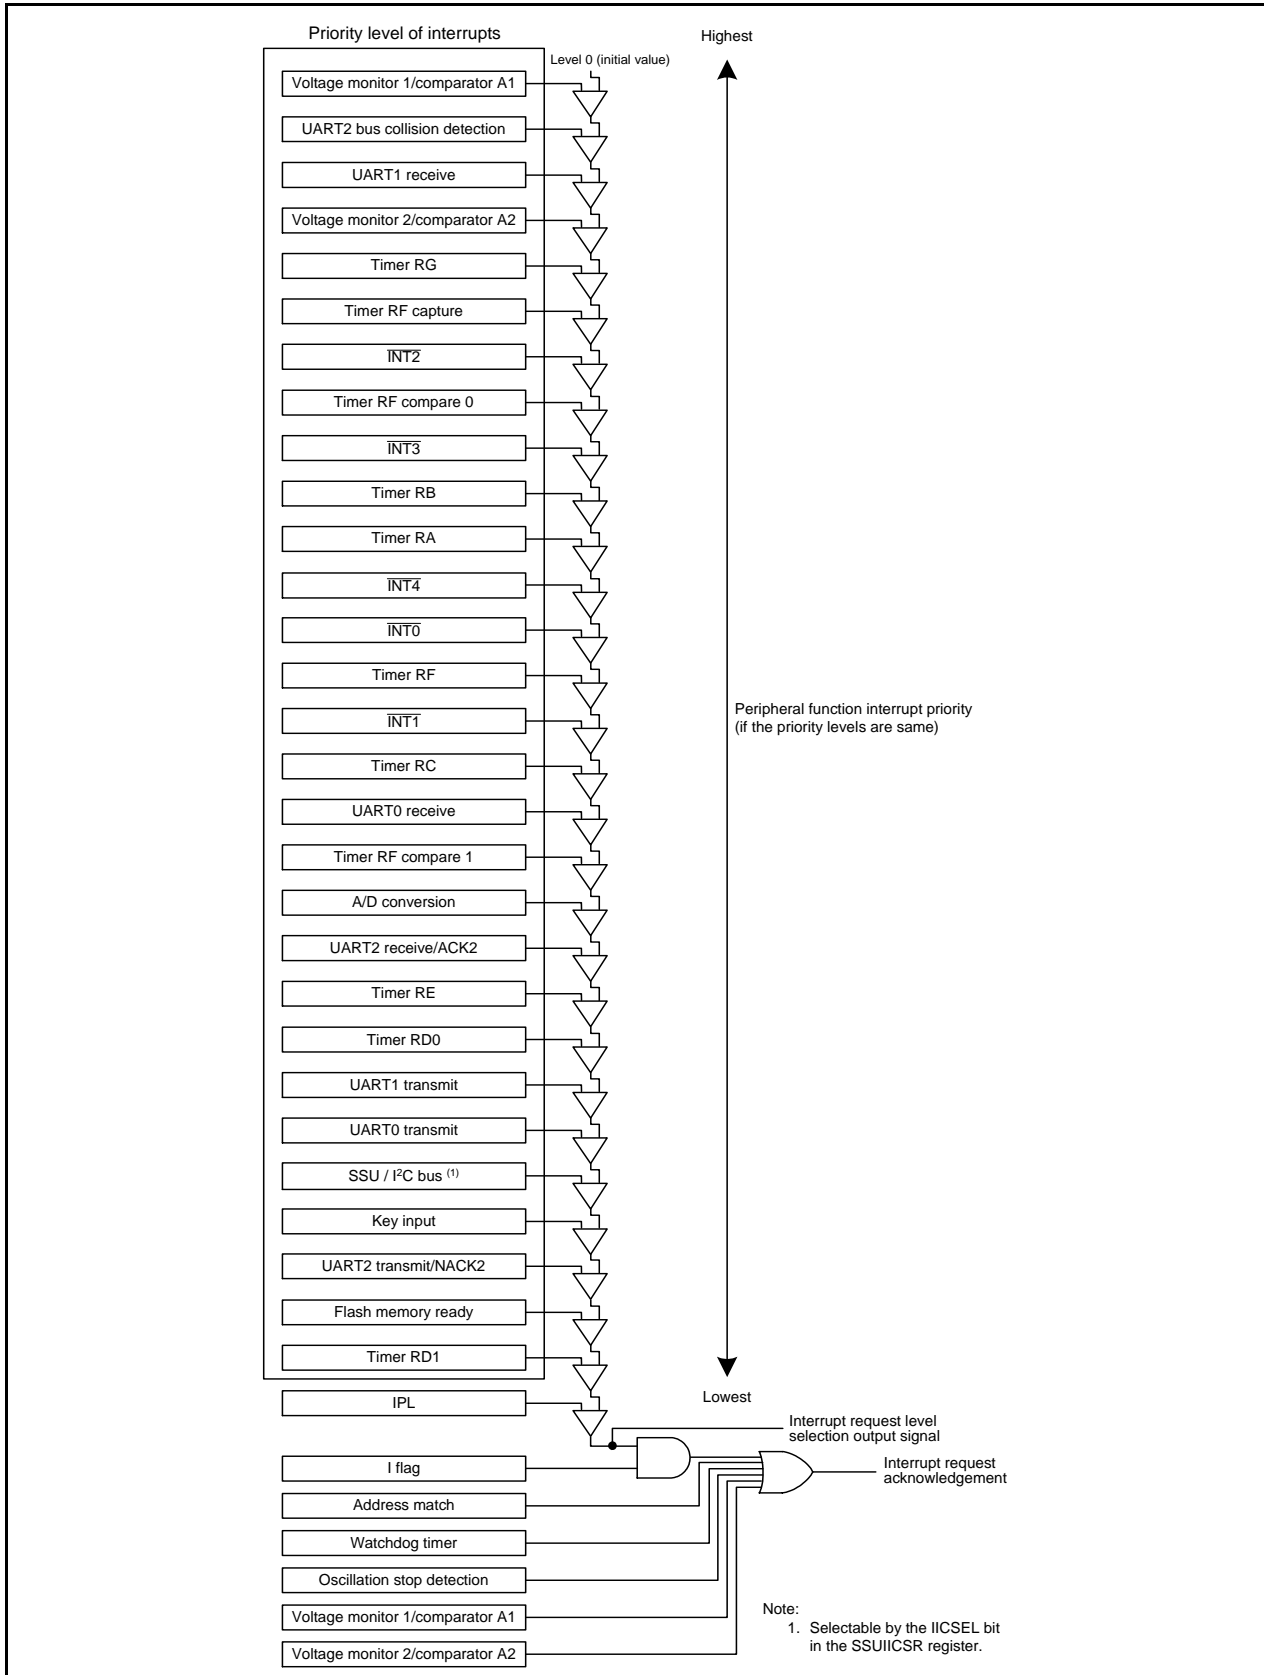 Priority level of interrupts
Highest
Level 0 (initial value)
Voltage monitor 1/comparator A1
UART2 bus collision detection
UART1 receive
Voltage monitor 2/comparator A2
Timer RG
Timer RF capture
INT2
Timer RF compare 0
INT3
Timer RB
Timer RA
INT4
INT0
Timer RF
Peripheral function interrupt priority
(if the priority levels are same)
INT1
Timer RC
UART0 receive
Timer RF compare 1
A/D conversion
UART2 receive/ACK2
Timer RE
Timer RD0
UART1 transmit
UART0 transmit
SSU / I²C bus (1)
Key input
UART2 transmit/NACK2
Flash memory ready
Timer RD1
Lowest
IPL
Interrupt request level
selection output signal
I flag
Interrupt request
acknowledgement
Address match
Watchdog timer
Oscillation stop detection
Voltage monitor 1/comparator A1
Voltage monitor 2/comparator A2
Note:
1. Selectable by the IICSEL bit
in the SSUIICSR register.